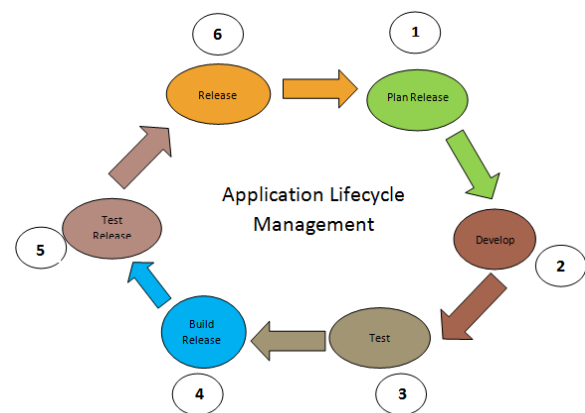 6
1
Release
Plan Release
Application Lifecycle
Management
Test
Release
5
Develop
2
Build
Release
Test
4
3